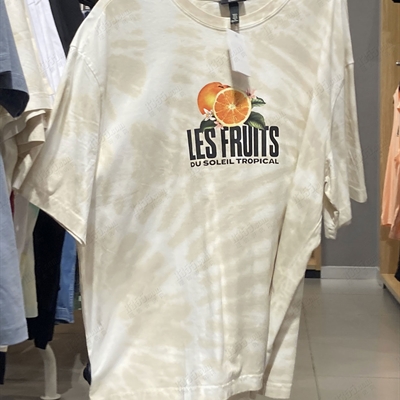 LES FRUITS
DU SOLEIL TROPICAL